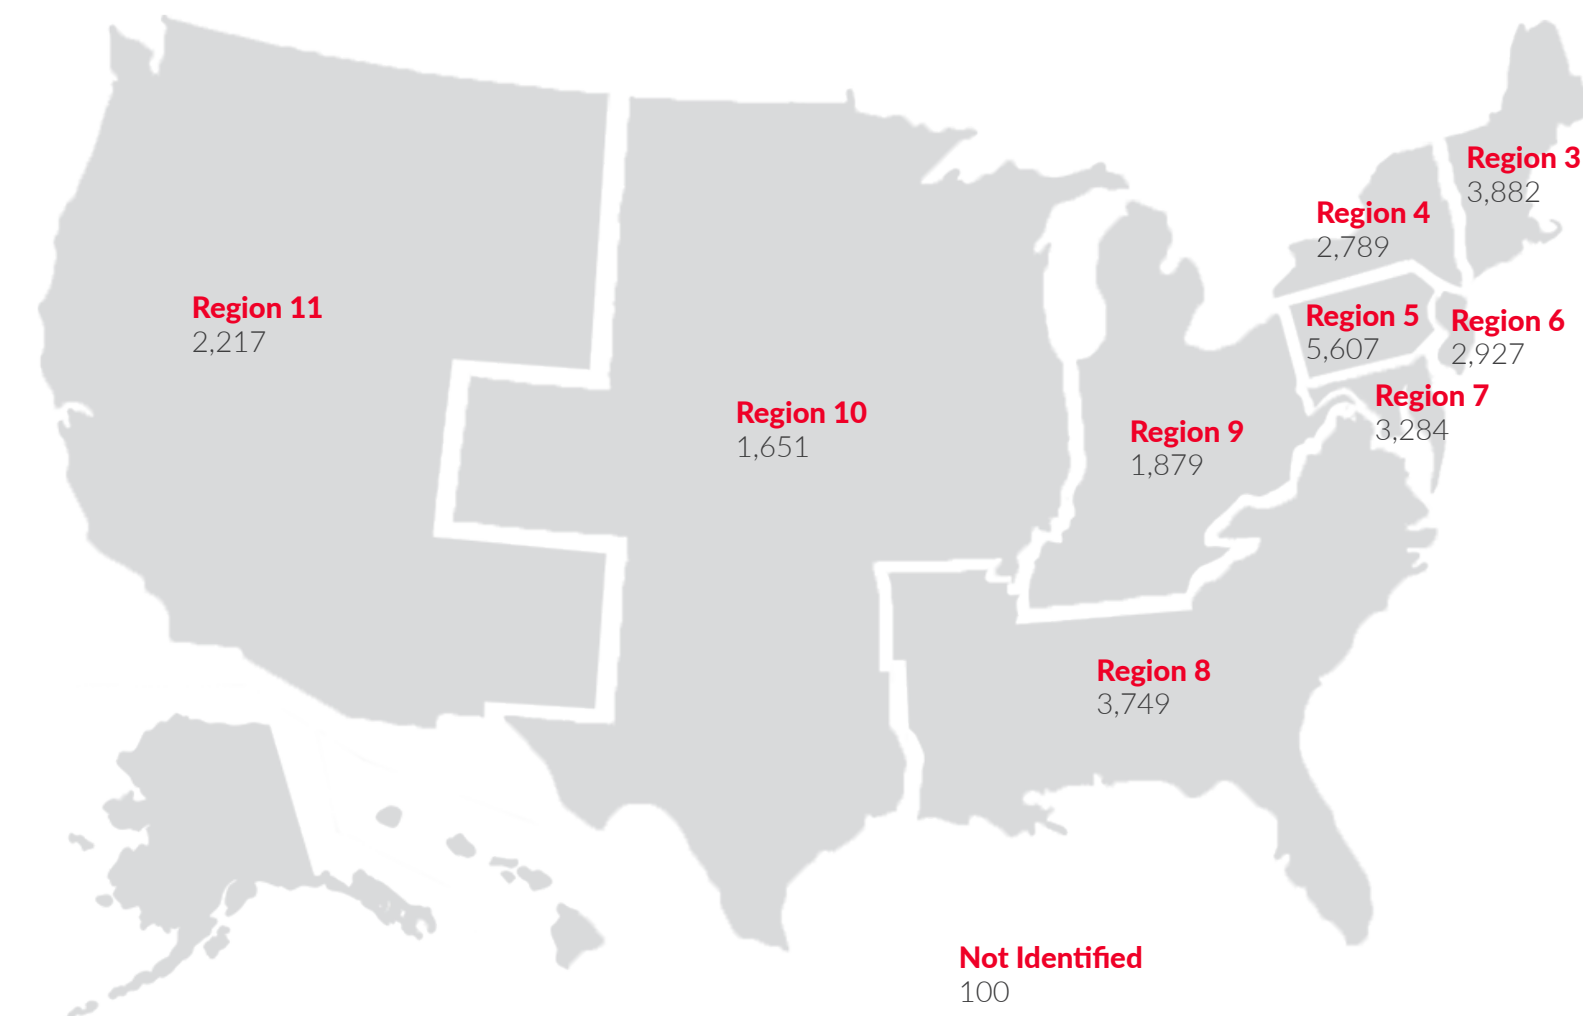 Region 3
3,882
Region 4
2,789
Region 11
2,217
Region 5
5,607
Region 6
2,927
Region 7
3,284
Region 10
1,651
Region 9
1,879
Region 8
3,749
Not Identified
100